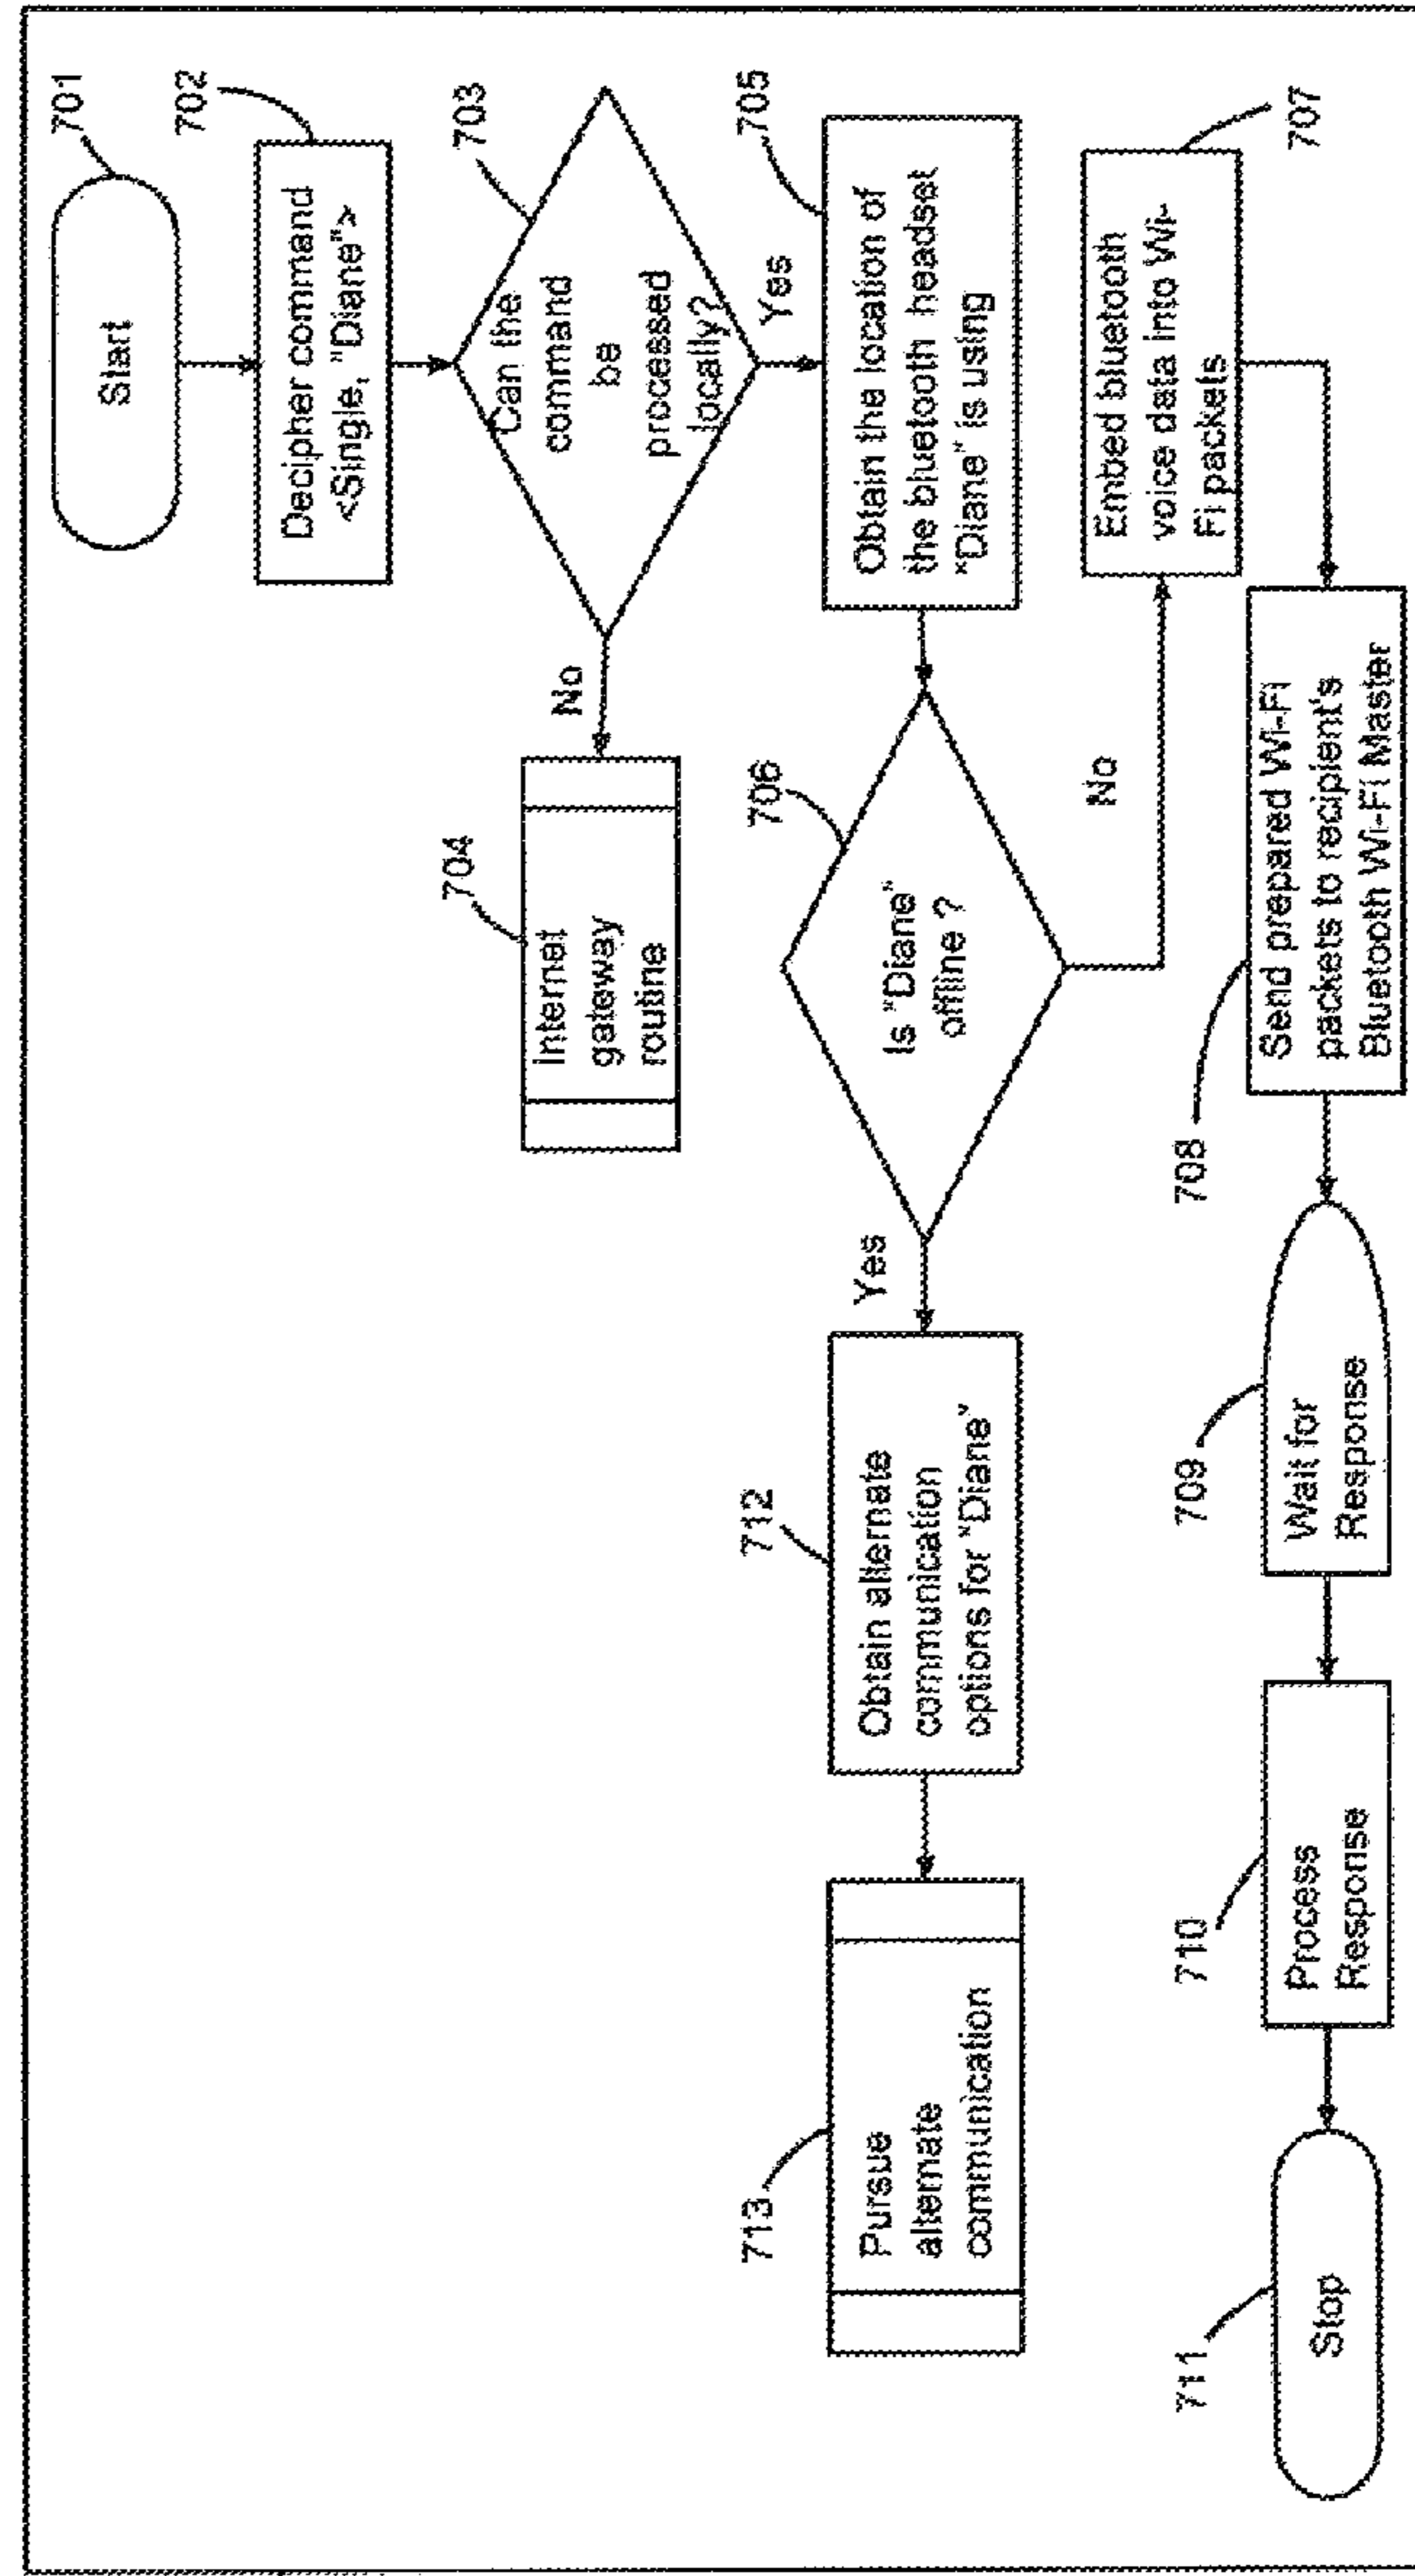 701
Start
702
Decipher command
<Single, "Diane">
703
Can the
command
be
processed
locally?
No
Yes
704
Internet
gateway
routine
705
Obtain the location of
the bluetooth headset
"Diane" is using
706
Is "Diane"
offline ?
Yes
No
707
Embed bluetooth
voice data into Wi-
Fi packets
708
Send prepared Wi-Fi
packets to recipient's
Bluetooth Wi-Fi Master
709
Wait for
Response
710
Process
Response
711
Stop
712
Obtain alternate
communication
options for "Diane"
713
Pursue
alternate
communication